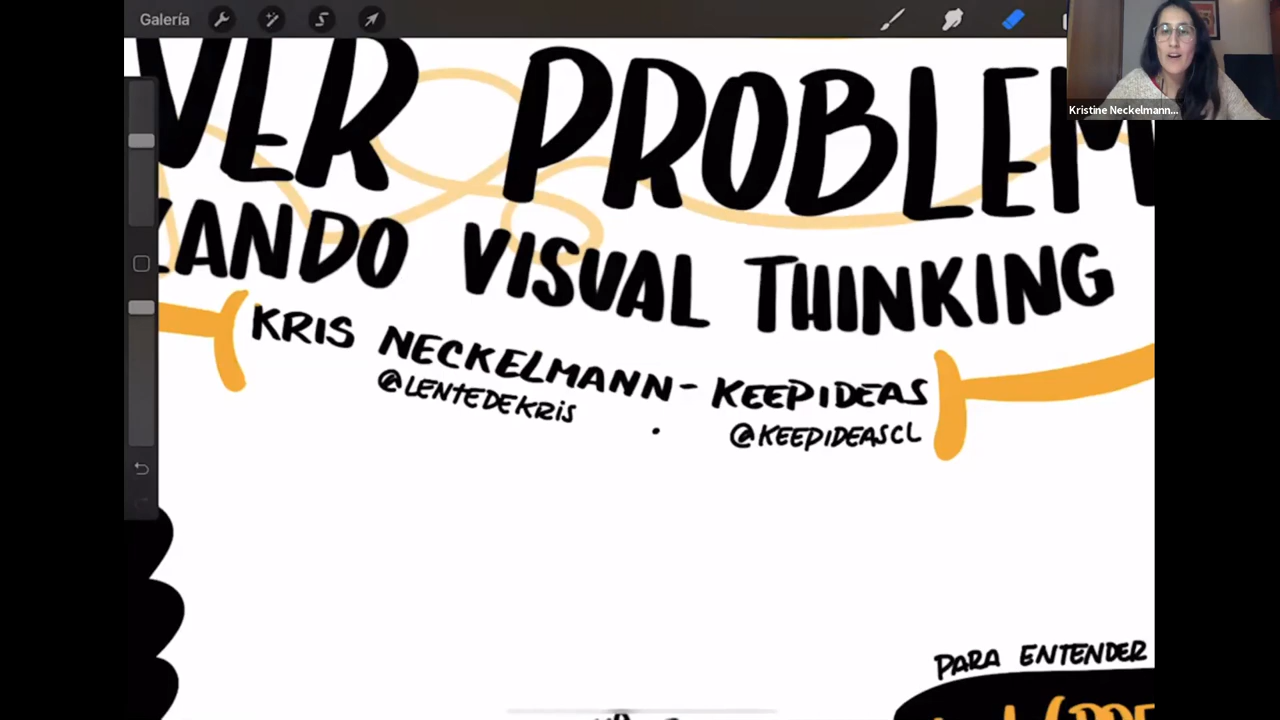 Galería
Kristine Neckelmann...
VER PROBLEM
ZANDO VISUAL THINKING
KRIS NECKELMANN - KEEPIDEAS
@LENTEDEKRIS
@KEEPIDEASCL
PARA ENTENDER